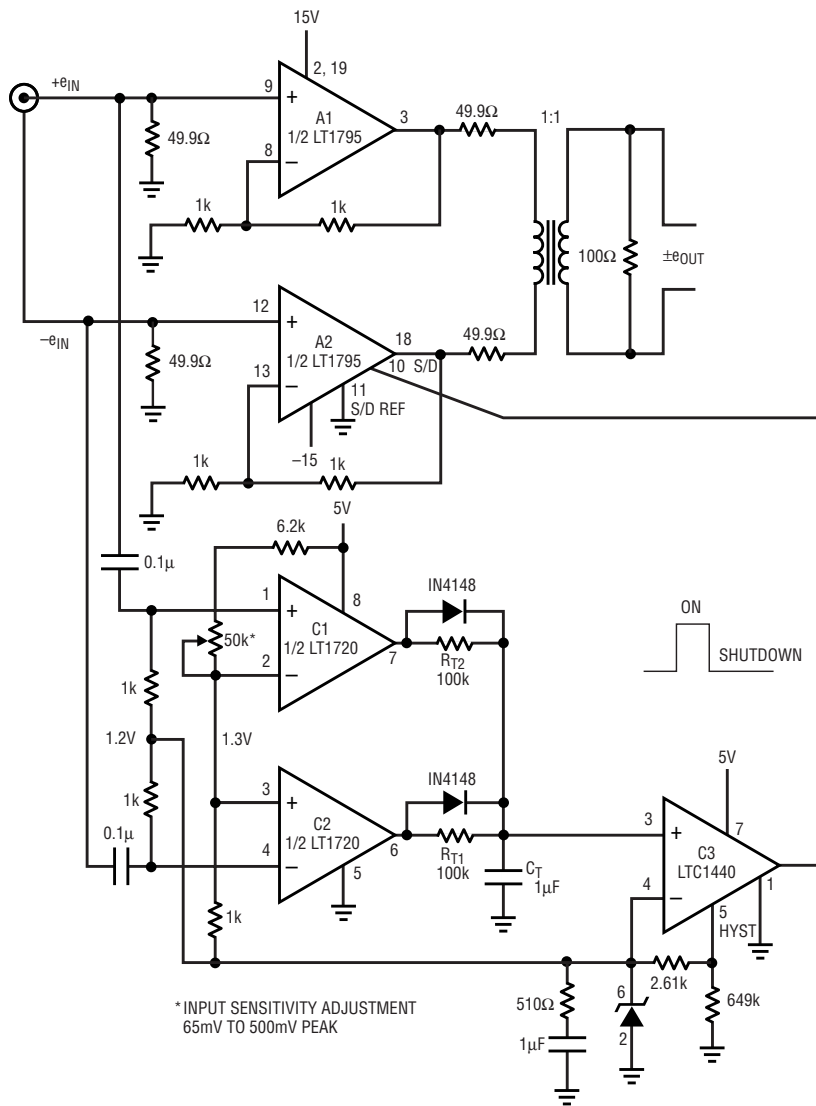 15V
+eIN
9
2, 19
+
A1
1/2 LT1795
3
49.9Ω
1:1
49.9Ω
8
–
1k
1k
100Ω
±eOUT
12
+
–eIN
A2
1/2 LT1795
18
49.9Ω
10 S/D
49.9Ω
13
–
11
S/D REF
–15
1k
1k
5V
6.2k
0.1µ
IN4148
1
+
8
C1
1/2 LT1720
50k*
7
RT2
100k
2
–
ON
SHUTDOWN
1k
1.2V
1.3V
5V
IN4148
1k
3
+
C2
1/2 LT1720
3
+
7
0.1µ
4
–
6
RT1
100k
C3
LTC1440
5
CT
1µF
4
–
1
1k
5
HYST
2.61k
* INPUT SENSITIVITY ADJUSTMENT
65mV TO 500mV PEAK
510Ω
6
649k
1µF
2